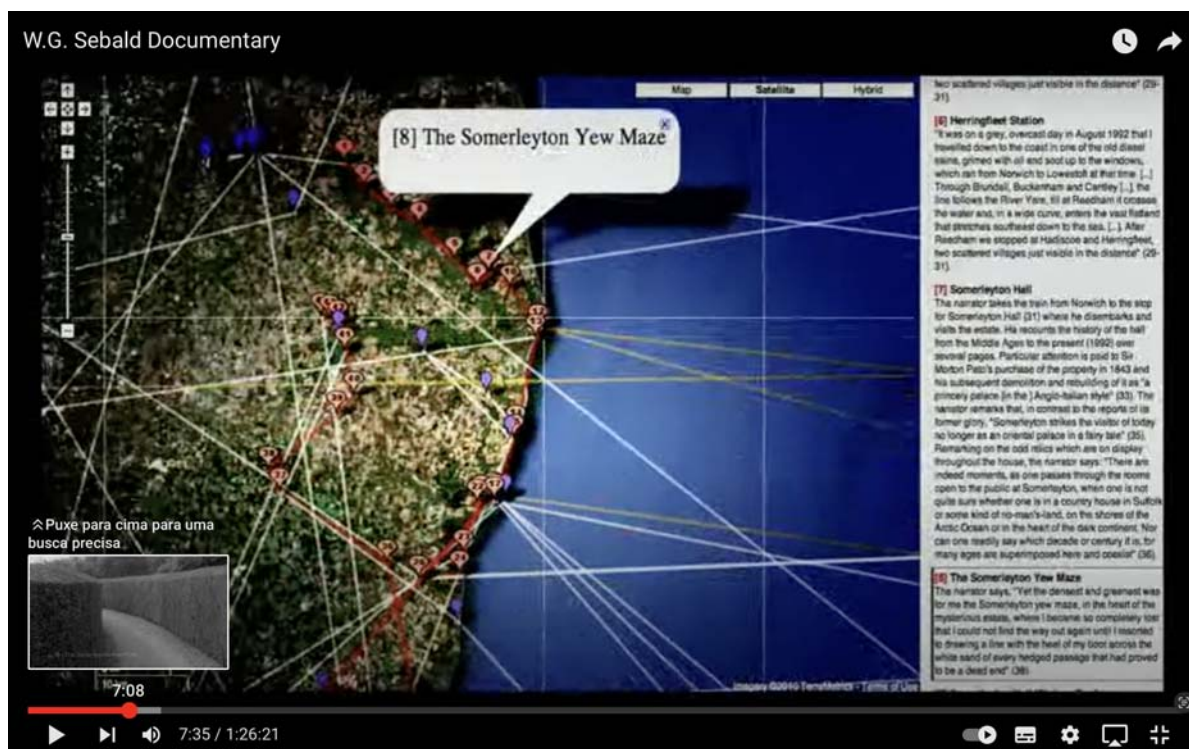 W.G. Sebald Documentary
Map
Satellite
Hybrid
[8] The Somerleyton Yew Maze
two scattered villages just visible in the distance" (29-
31).
[6] Herringfleet Station
"It was on a grey, overcast day in August 1992 that I
travelled down to the coast in one of the old diesel
trains, grimed with oil and soot up to the windows,
which ran from Norwich to Lowestoft at that time. [...]
Through Brundall, Buckenham and Cantley [...], the
line follows the River Yare, till at Reedham it crosses
the water and, in a wide curve, enters the vast flatland
that stretches southeast down to the sea. [...]. After
Reedham we stopped at Haddiscoe and Herringfleet,
two scattered villages just visible in the distance" (29-
31).
[7] Somerleyton Hall
The narrator takes the train from Norwich to the stop
for Somerleyton Hall (31) where he disembarks and
visits the estate. He recounts the history of the hall
from the Middle Ages to the present (1992) over
several pages. Particular attention is paid to Sir
Morton Peto's purchase of the property in 1843 and
his subsequent demolition and rebuilding of it as "a
princely palace [in the ] Anglo-Italian style" (33). The
narrator remarks that, in contrast to the reports of its
former glory, "Somerleyton strikes the visitor of today
no longer as an oriental palace in a fairy tale" (35).
Remarking on the odd relics which are on display
throughout the house, the narrator says: "There are
indeed moments, as one passes through the rooms
open to the public at Somerleyton, when one is not
quite sure whether one is in a country house in Suffolk
or some kind of no-man's-land, on the shores of the
Arctic Ocean or in the heart of the dark continent. Nor
can one readily say which decade or century it is, for
many ages are superimposed here and coexist" (36).
[8] The Somerleyton Yew Maze
The narrator says, "Yet the densest and greenest was
for me the Somerleyton yew maze, in the heart of the
mysterious estate, where I became so completely lost
that I could not find the way out again until I resorted
to drawing a line with the heel of my boot across the
white sand of every hedged passage that had proved
to be a dead end" (38)
Puxe para cima para uma
busca precisa
Imagery ©2010 TerraMetrics - Terms of Use
7:08
7:35 / 1:26:21